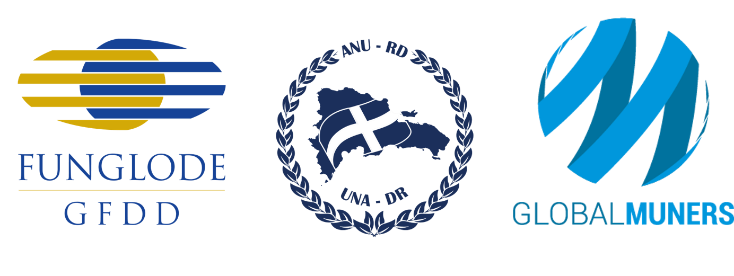 FUNGLODE
GFDD
ANU - RD
UNA - DR
GLOBALMUNERS